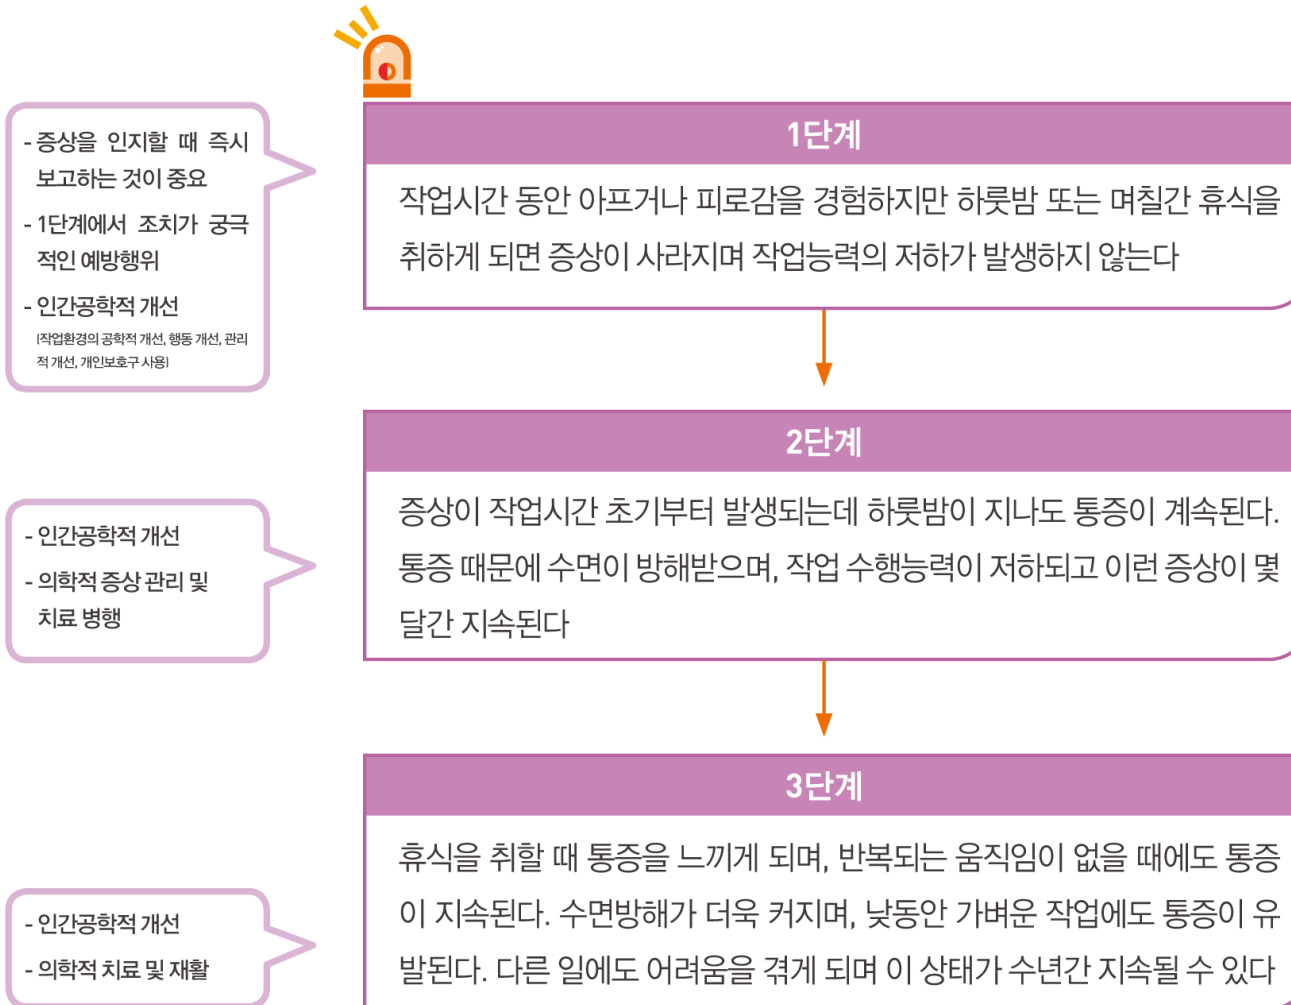 - 증상을 인지할 때 즉시
보고하는 것이 중요
- 1단계에서 조치가 궁극
적인 예방행위
- 인간공학적 개선
(작업환경의 공학적 개선, 행동 개선, 관리
적 개선, 개인보호구 사용)
1단계
작업시간 동안 아프거나 피로감을 경험하지만 하룻밤 또는 며칠간 휴식을
취하게 되면 증상이 사라지며 작업능력의 저하가 발생하지 않는다
- 인간공학적 개선
- 의학적 증상 관리 및
치료 병행
2단계
증상이 작업시간 초기부터 발생되는데 하룻밤이 지나도 통증이 계속된다.
통증 때문에 수면이 방해받으며, 작업 수행능력이 저하되고 이런 증상이 몇
달간 지속된다
- 인간공학적 개선
- 의학적 치료 및 재활
3단계
휴식을 취할 때 통증을 느끼게 되며, 반복되는 움직임이 없을 때에도 통증
이 지속된다. 수면방해가 더욱 커지며, 낮동안 가벼운 작업에도 통증이 유
발된다. 다른 일에도 어려움을 겪게 되며 이 상태가 수년간 지속될 수 있다